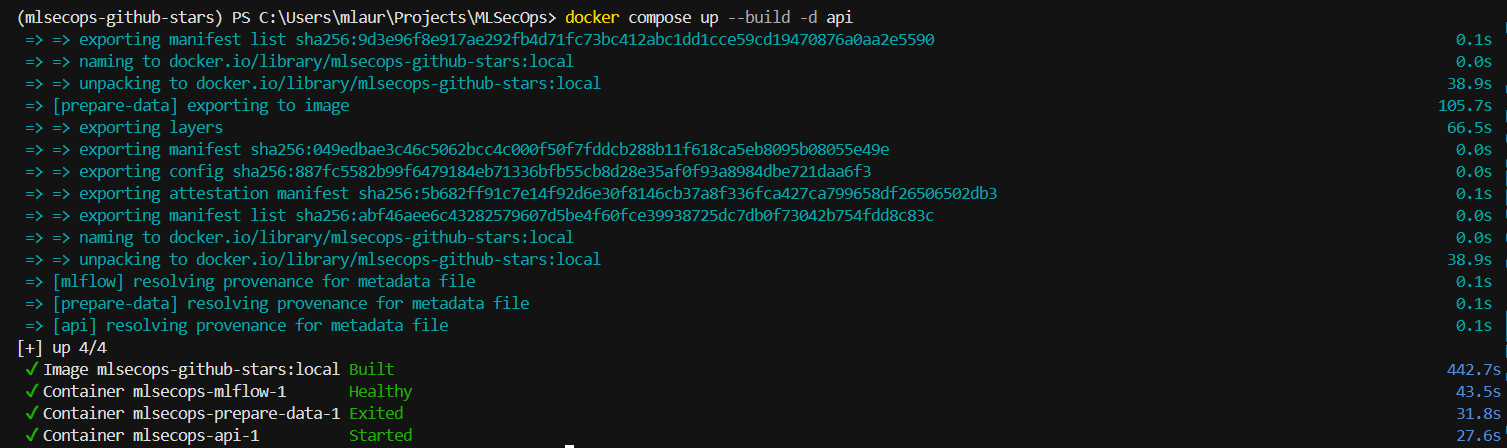 (mlsecops-github-stars) PS C:\Users\mlaur\Projects\MLSecOps> docker compose up --build -d api
=> => exporting manifest list sha256:9d3e96f8e917ae292fb4d71fc73bc412abc1dd1cce59cd19470876a0aa2e5590 0.1s
=> => naming to docker.io/library/mlsecops-github-stars:local 0.0s
=> => unpacking to docker.io/library/mlsecops-github-stars:local 38.9s
=> [prepare-data] exporting to image 105.7s
=> => exporting layers 66.5s
=> => exporting manifest sha256:049edbae3c46c5062bcc4c000f50f7fddcb288b11f618ca5eb8095b08055e49e 0.0s
=> => exporting config sha256:887fc5582b99f6479184eb71336bfb55cb8d28e35af0f93a8984dbe721daa6f3 0.0s
=> => exporting attestation manifest sha256:5b682ff91c7e14f92d6e30f8146cb37a8f336fca427ca799658df26506502db3 0.1s
=> => exporting manifest list sha256:abf46aee6c43282579607d5be4f60fce39938725dc7db0f73042b754fdd8c83c 0.0s
=> => naming to docker.io/library/mlsecops-github-stars:local 0.0s
=> => unpacking to docker.io/library/mlsecops-github-stars:local 38.9s
=> [mlflow] resolving provenance for metadata file 0.1s
=> [prepare-data] resolving provenance for metadata file 0.1s
=> [api] resolving provenance for metadata file 0.1s
[+] up 4/4
✓ Image mlsecops-github-stars:local Built 442.7s
✓ Container mlsecops-mlflow-1 Healthy 43.5s
✓ Container mlsecops-prepare-data-1 Exited 31.8s
✓ Container mlsecops-api-1 Started 27.6s